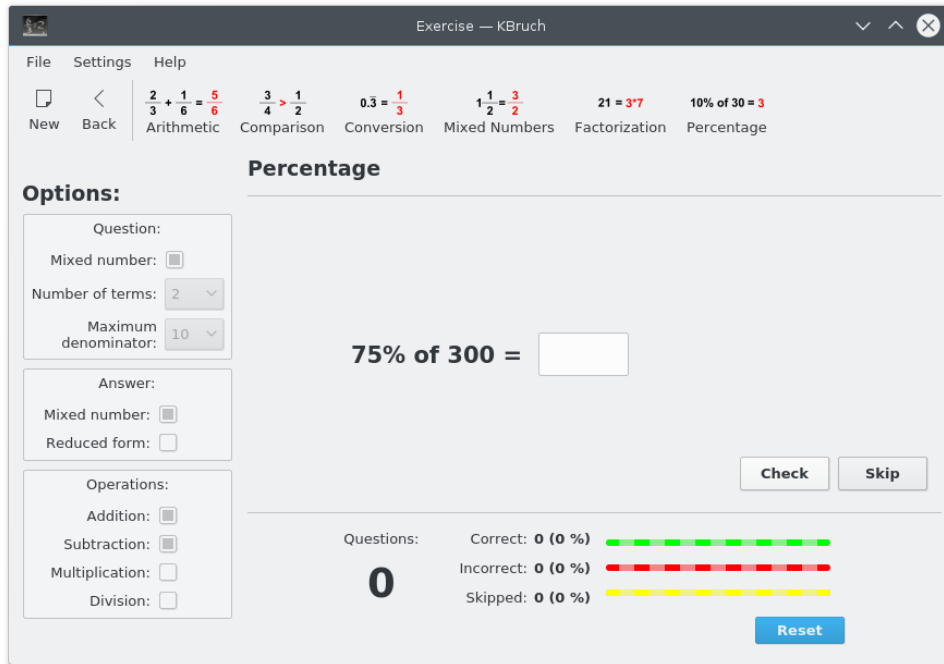 Exercise — KBruch
File Settings Help
New Back
2/3 + 1/6 = 5/6 Arithmetic
3/4 > 1/2 Comparison
0.3̅ = 1/3 Conversion
1 1/2 = 3/2 Mixed Numbers
21 = 3*7 Factorization
10% of 30 = 3 Percentage
Options:
Question:
Mixed number:
Number of terms: 2
Maximum
denominator: 10
Answer:
Mixed number:
Reduced form:
Operations:
Addition:
Subtraction:
Multiplication:
Division:
Percentage
75% of 300 =
Check Skip
Questions:
0
Correct: 0 (0 %)
Incorrect: 0 (0 %)
Skipped: 0 (0 %)
Reset